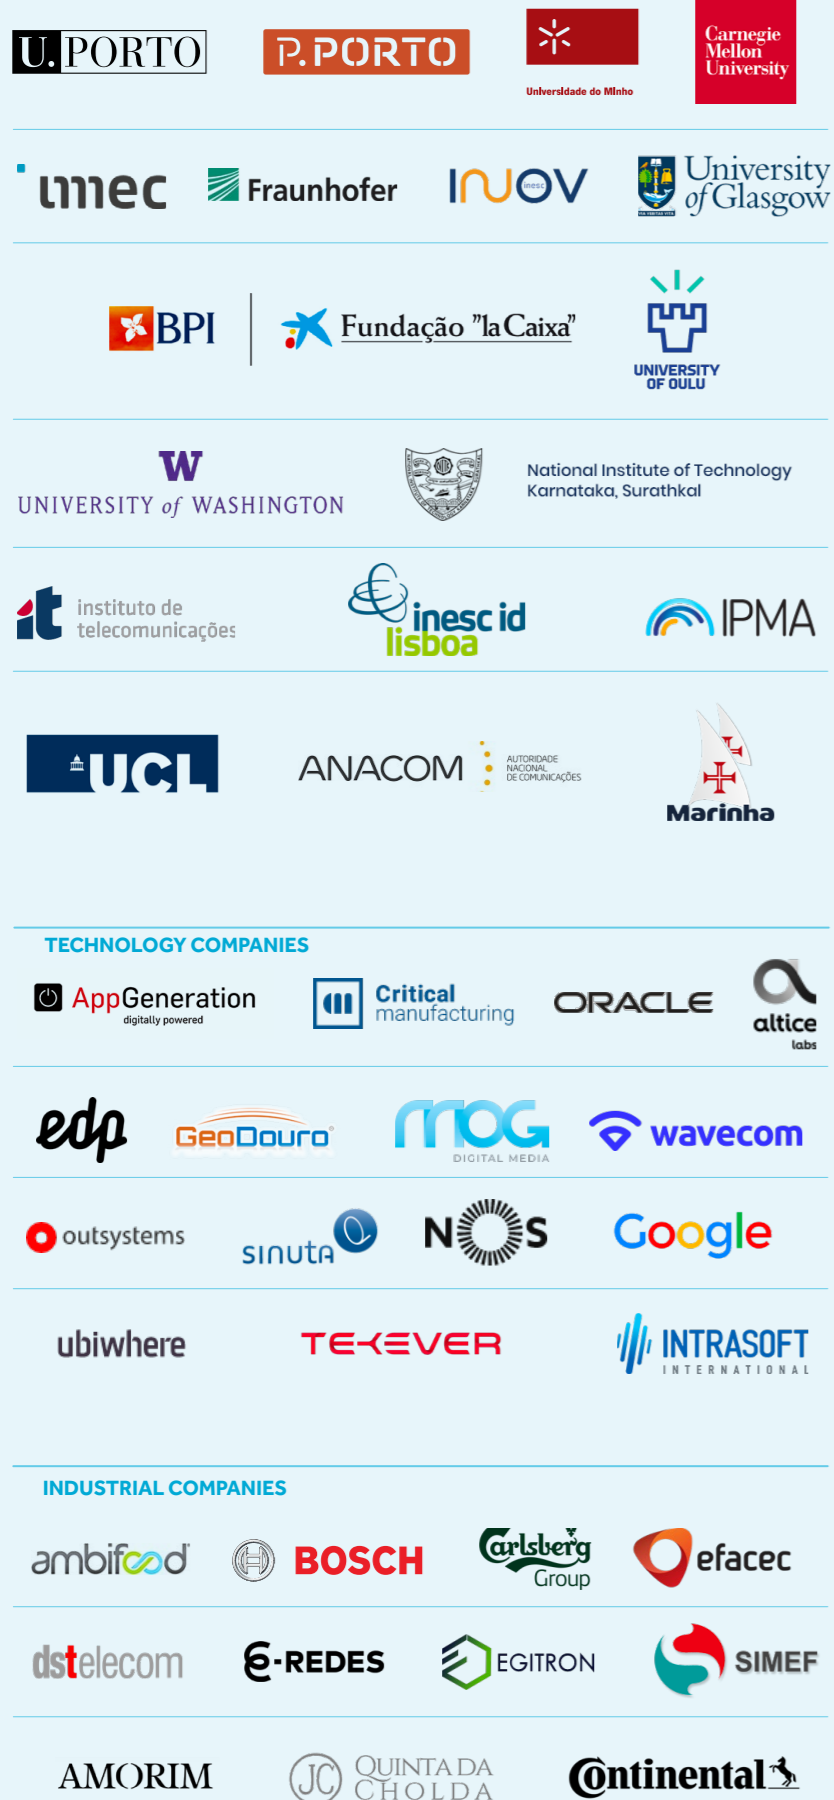 U.PORTO
P.PORTO
Universidade do Minho
Carnegie
Mellon
University
imec
Fraunhofer
INOV
inesc
University
of Glasgow
BPI
Fundação "la Caixa"
UNIVERSITY
OF OULU
W
UNIVERSITY of WASHINGTON
National Institute of Technology
Karnataka, Surathkal
it
instituto de
telecomunicações
inesc id
lisboa
IPMA
UCL
ANACOM
AUTORIDADE
NACIONAL
DE COMUNICAÇÕES
Marinha
TECHNOLOGY COMPANIES
AppGeneration
digitally powered
Critical
manufacturing
ORACLE
altice
labs
edp
GeoDouro
MOG
DIGITAL MEDIA
wavecom
outsystems
sinuta
NOS
Google
ubiwhere
TEKEVER
INTRASOFT
INTERNATIONAL
INDUSTRIAL COMPANIES
ambifood
BOSCH
Carlsberg
Group
efacec
dstelecom
E-REDES
EGITRON
SIMEF
AMORIM
JC
QUINTA DA
CHOLDA
Continental